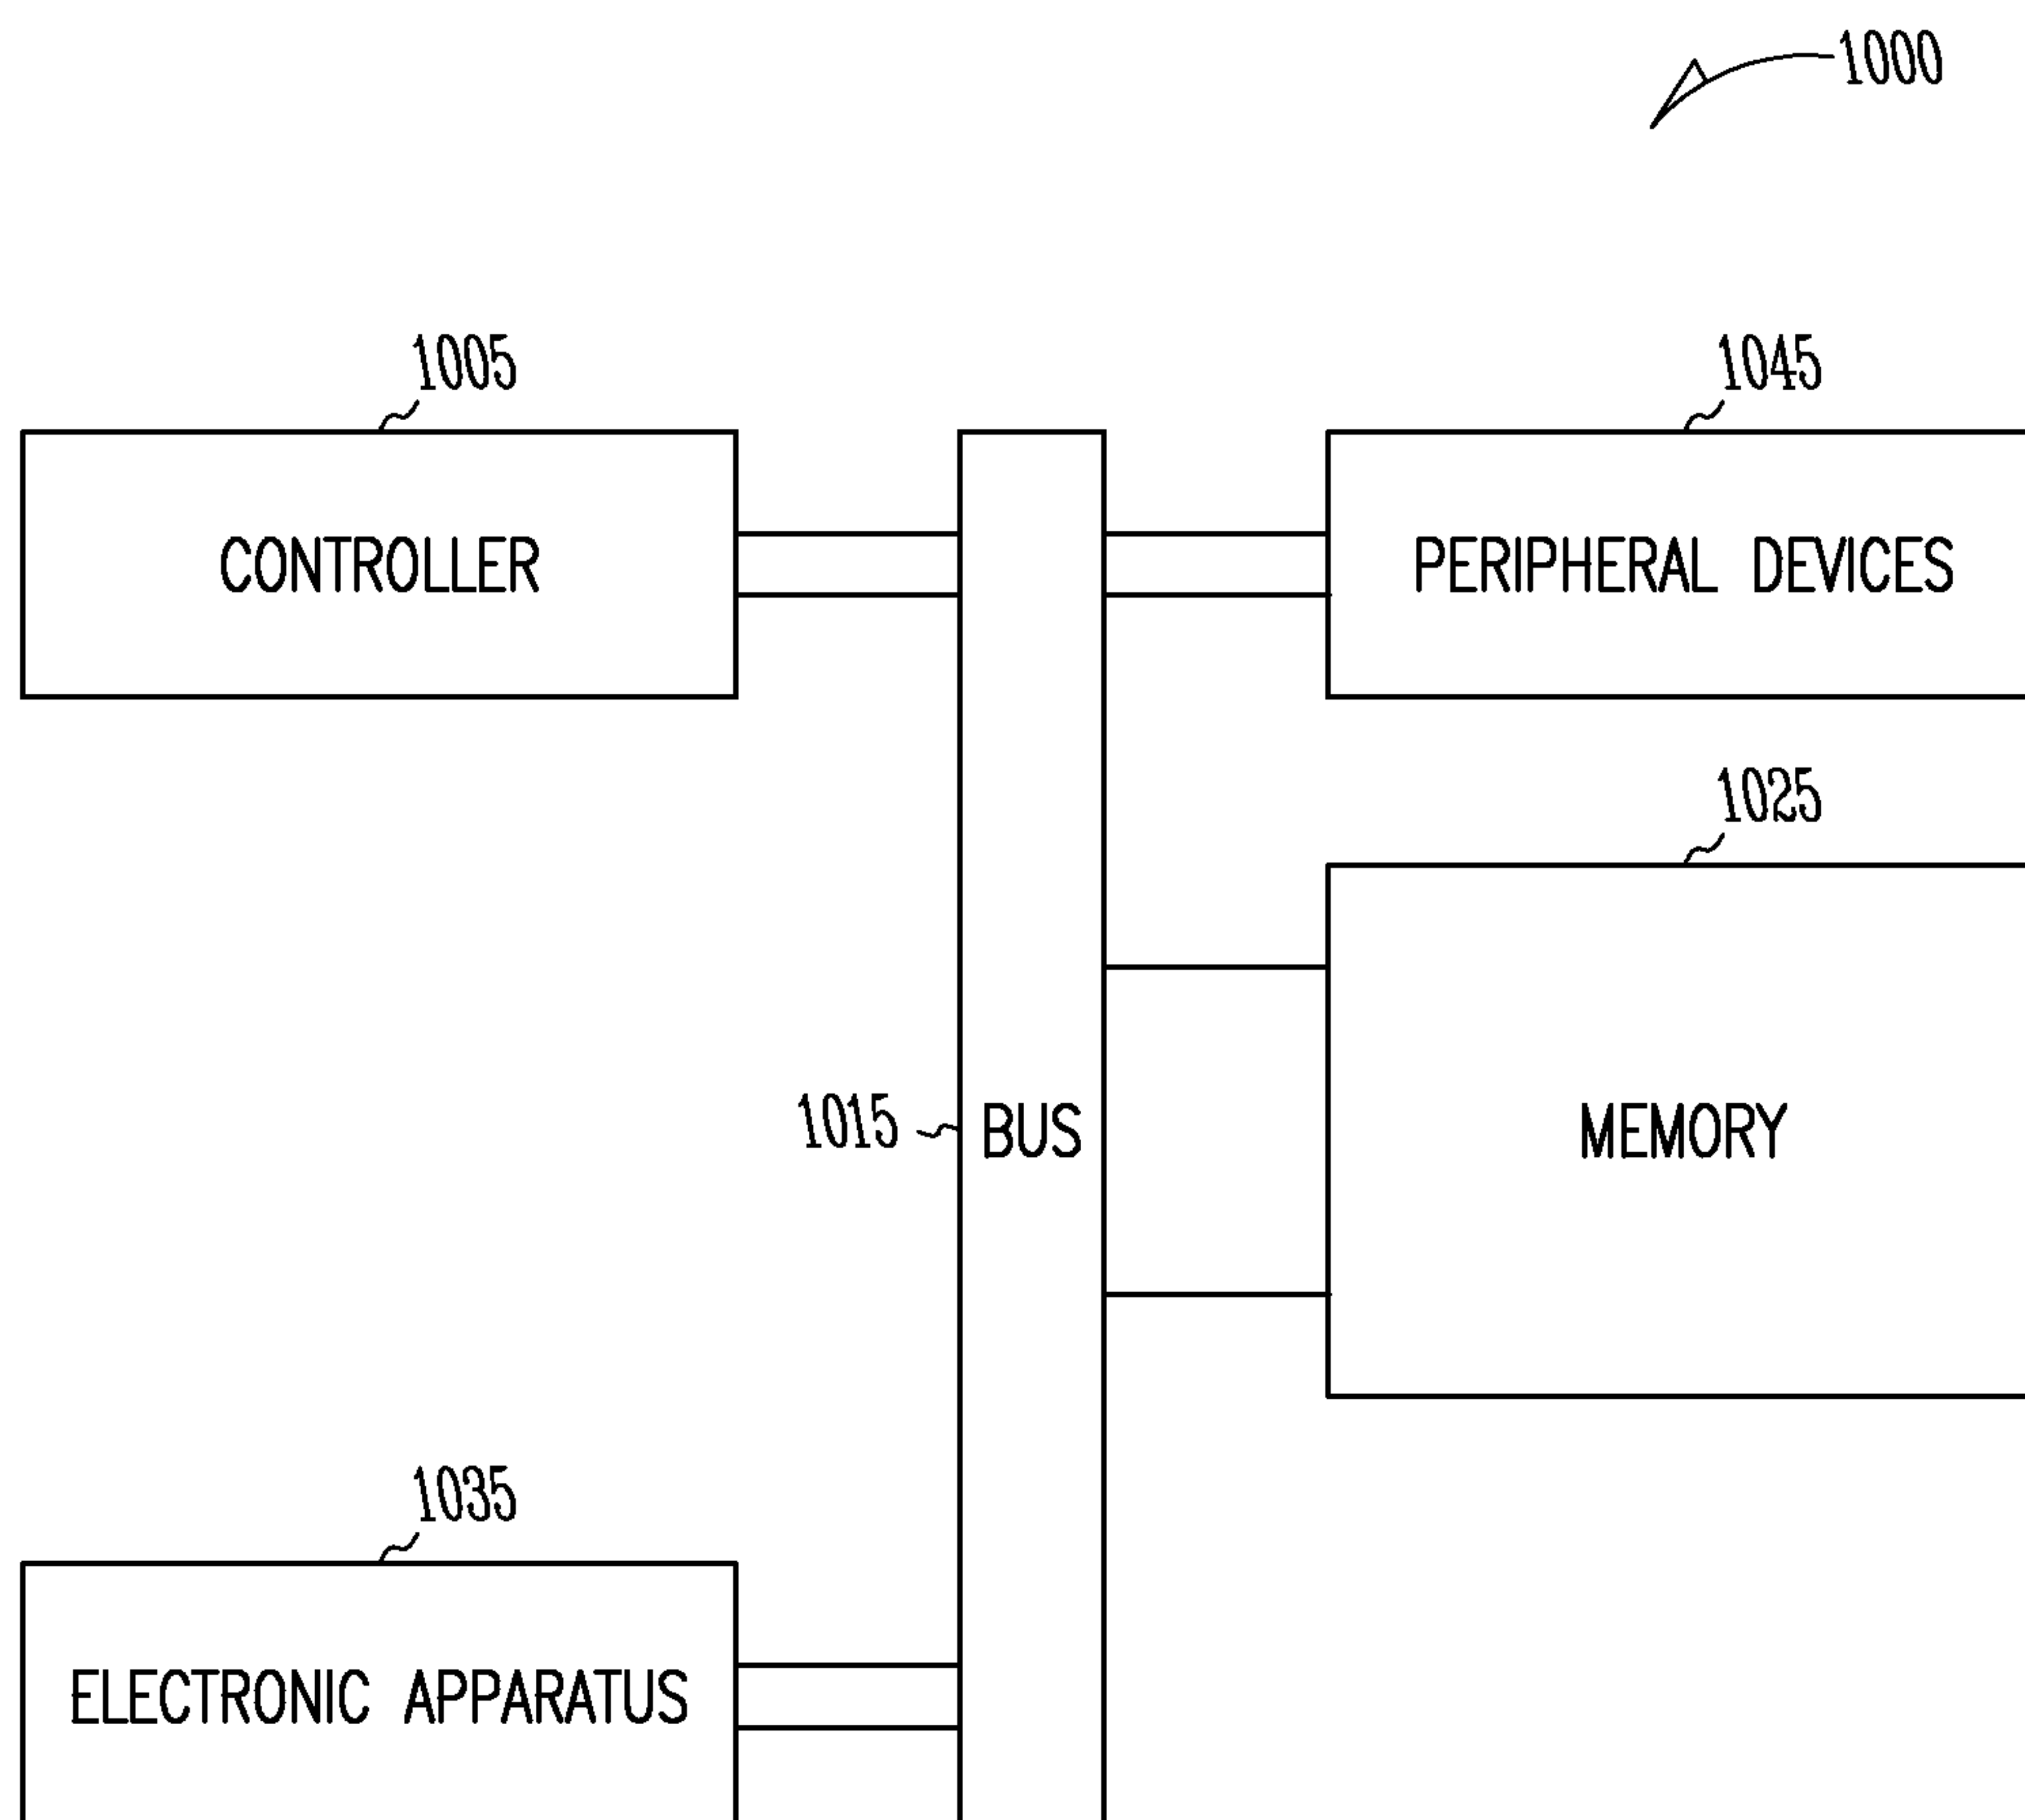 1000
1005
1045
CONTROLLER
PERIPHERAL DEVICES
1025
1015
BUS
MEMORY
1035
ELECTRONIC APPARATUS